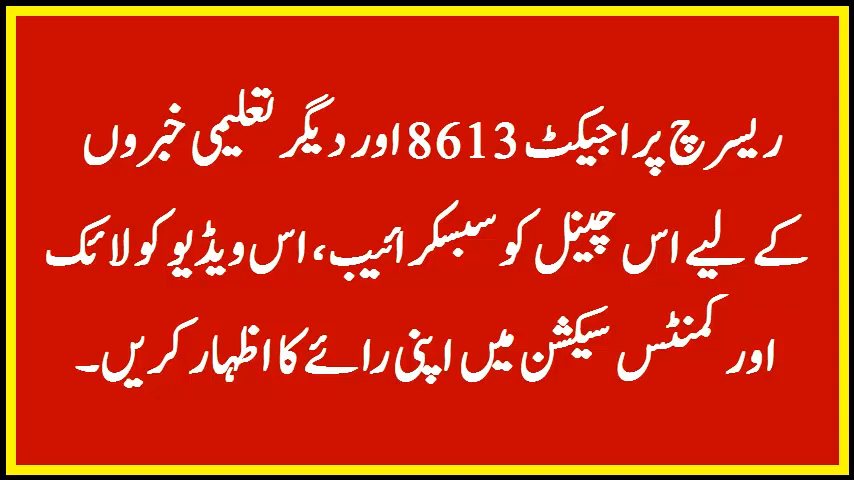 ریسرچ پراجیکٹ 8613 اور دیگر تعلیمی خبروں
کے لیے اس چینل کو سبسکرائیب، اس ویڈیو کو لائک
اور کمنٹس سیکشن میں اپنی رائے کا اظہار کریں۔